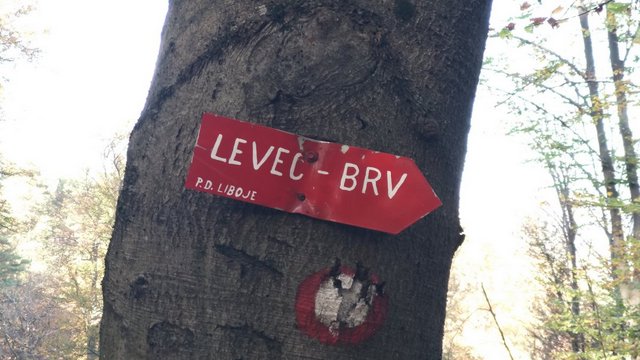 LEVEC - BRV
P.D. LIBOJE